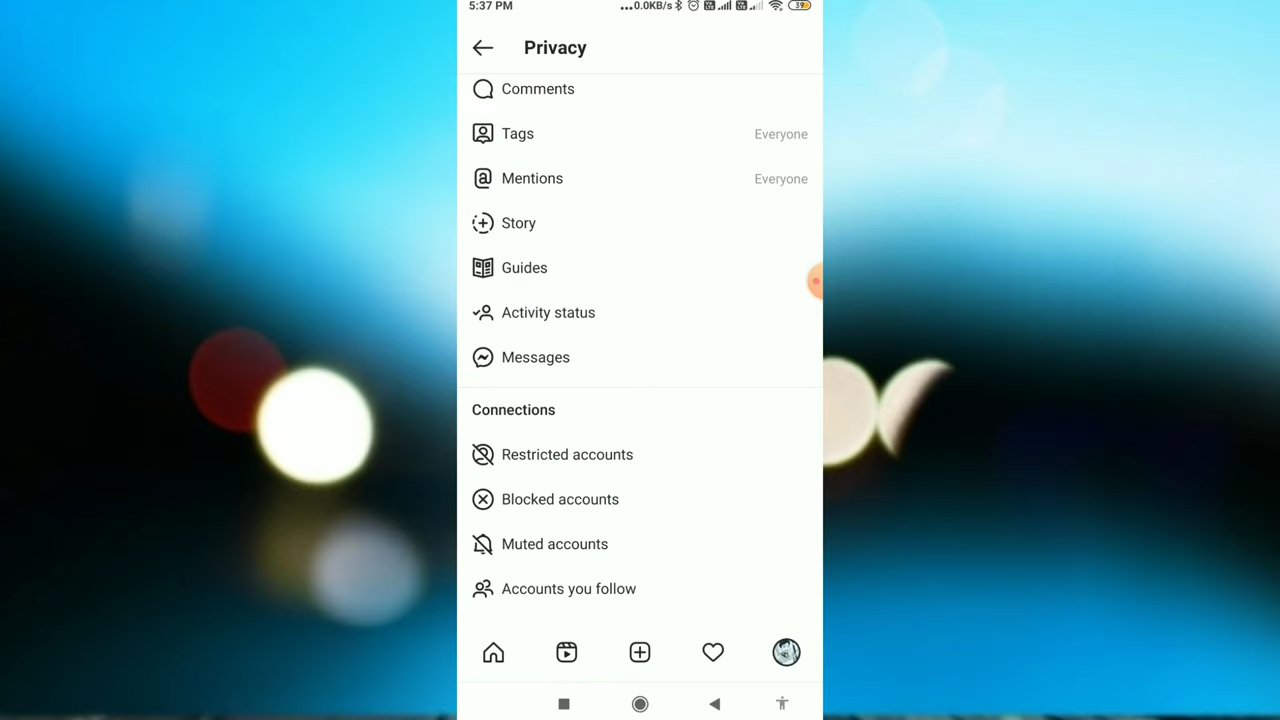 5:37 PM ...0.0KB/s 39
Privacy
Comments
Tags Everyone
Mentions Everyone
Story
Guides
Activity status
Messages
Connections
Restricted accounts
Blocked accounts
Muted accounts
Accounts you follow